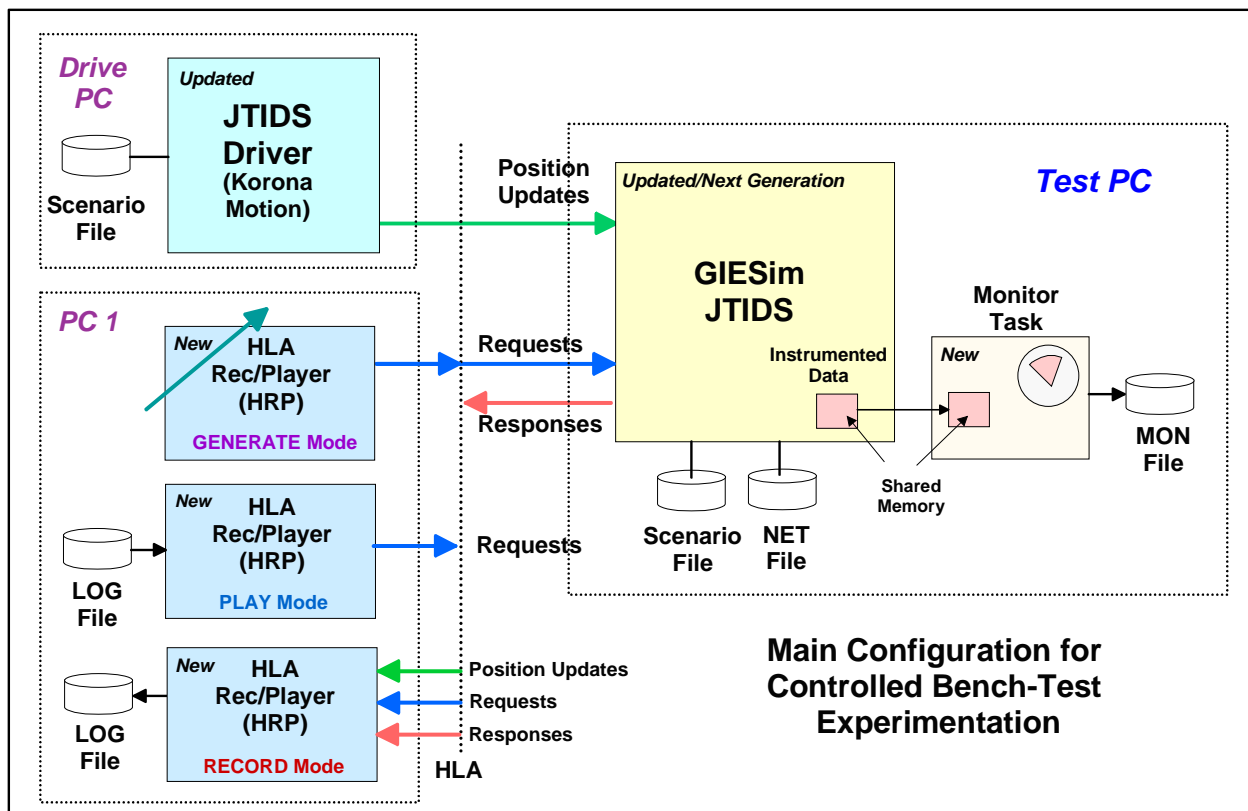 Drive
PC
Updated
JTIDS
Driver
(Korona
Motion)
Scenario
File
Position
Updates
Updated/Next Generation
Test PC
GIESim
JTIDS
Instrumented
Data
Monitor
Task
New
MON
File
Shared
Memory
Scenario
File
NET
File
PC 1
New
HLA
Rec/Player
(HRP)
GENERATE Mode
Requests
Responses
New
HLA
Rec/Player
(HRP)
PLAY Mode
LOG
File
Requests
New
HLA
Rec/Player
(HRP)
RECORD Mode
LOG
File
Position Updates
Requests
Responses
HLA
Main Configuration for
Controlled Bench-Test
Experimentation